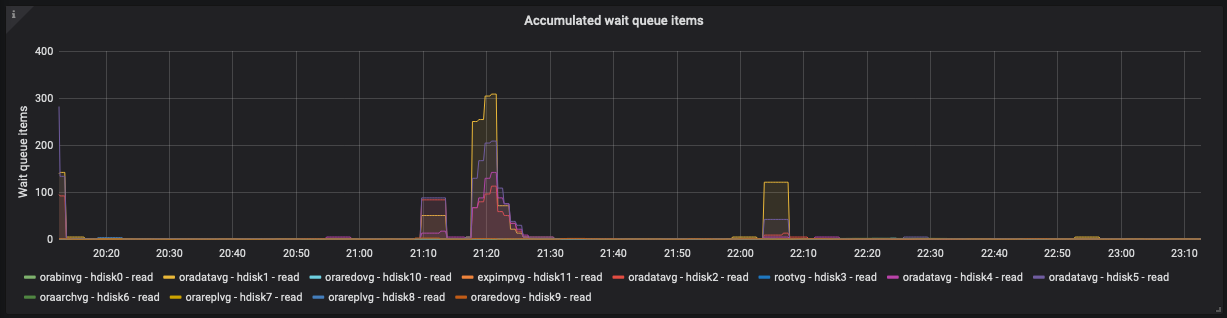 i
Accumulated wait queue items
Wait queue items
400
300
200
100
0
20:20 20:30 20:40 20:50 21:00 21:10 21:20 21:30 21:40 21:50 22:00 22:10 22:20 22:30 22:40 22:50 23:00 23:10
orabinvg - hdisk0 - read oradatavg - hdisk1 - read oraredovg - hdisk10 - read expimpvg - hdisk11 - read oradatavg - hdisk2 - read rootvg - hdisk3 - read oradatavg - hdisk4 - read oradatavg - hdisk5 - read
oraarchvg - hdisk6 - read orareplvg - hdisk7 - read orareplvg - hdisk8 - read oraredovg - hdisk9 - read